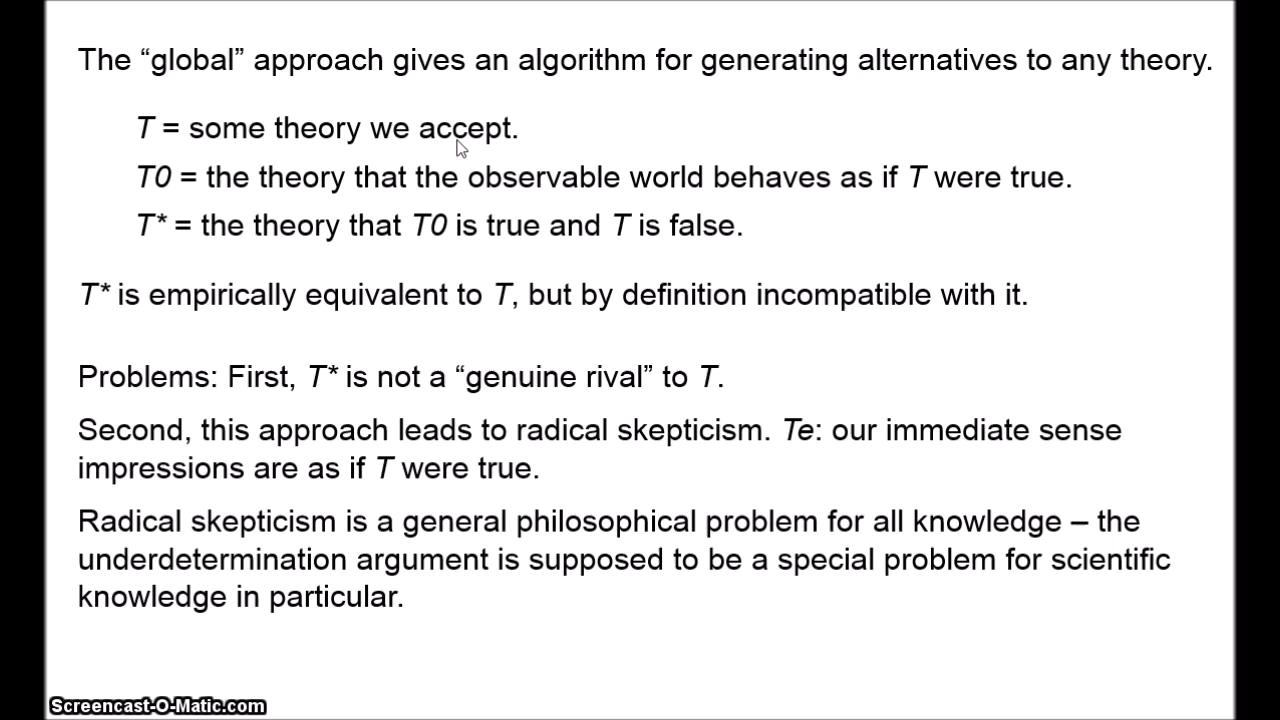 The “global” approach gives an algorithm for generating alternatives to any theory.
T = some theory we accept.
T0 = the theory that the observable world behaves as if T were true.
T* = the theory that T0 is true and T is false.
T* is empirically equivalent to T, but by definition incompatible with it.
Problems: First, T* is not a “genuine rival” to T.
Second, this approach leads to radical skepticism. Te: our immediate sense
impressions are as if T were true.
Radical skepticism is a general philosophical problem for all knowledge – the
underdetermination argument is supposed to be a special problem for scientific
knowledge in particular.
Screencast-O-Matic.com